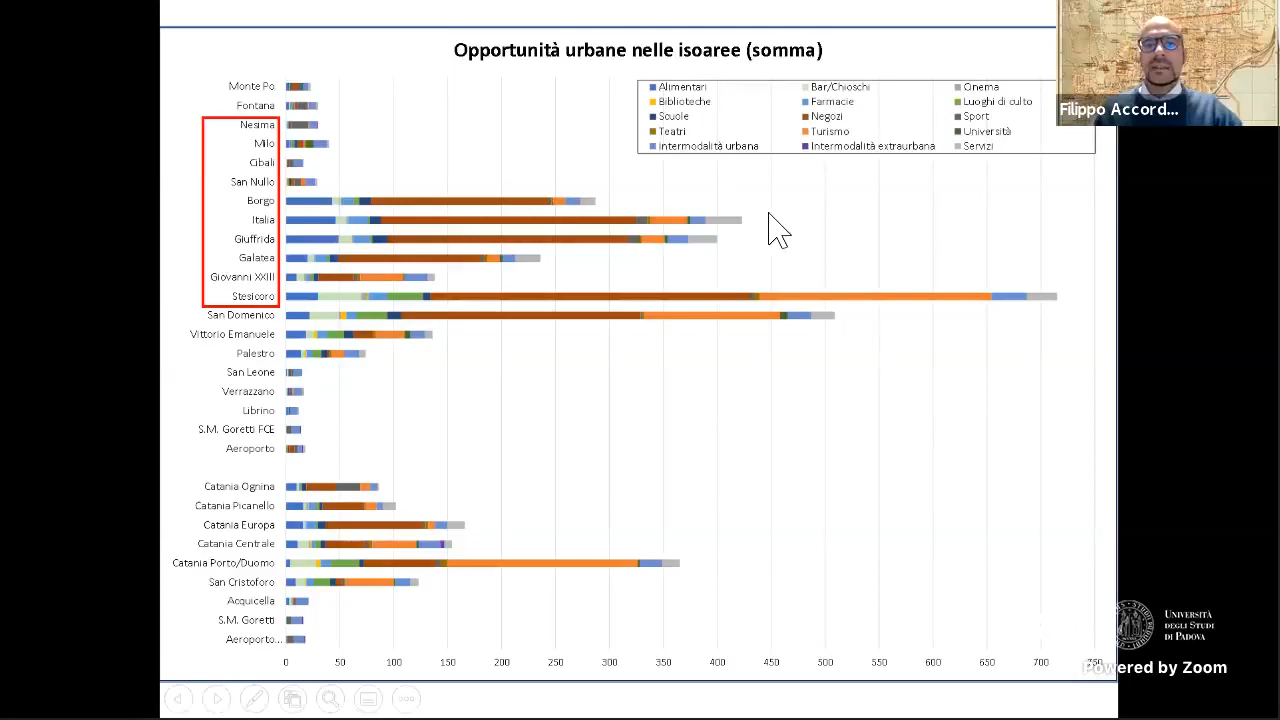 Opportunità urbane nelle isoaree (somma)
Filippo Accord...
Alimentari Bar/Chioschi Cinema
Biblioteche Farmacie Luoghi di culto
Scuole Negozi Sport
Teatri Turismo Università
intermodalità urbana Intermodalità extraurbana Servizi
Monte Po
Fontana
Nesima
Milo
Cibali
San Nullo
Borgo
Italia
Giuffrida
Galatea
Giovanni XXIII
Stesicoro
San Domenico
Vittorio Emanuele
Palestro
San Leone
Verrazzano
Librino
S.M. Goretti FCE
Aeroporto
Catania Ognina
Catania Picanello
Catania Europa
Catania Centrale
Catania Porto/Duomo
San Cristoforo
Acquicella
S.M. Goretti
Aeroporto...
0 50 100 150 200 250 300 350 400 450 500 550 600 650 700 750
Università
degli Studi
di Padova
Powered by Zoom